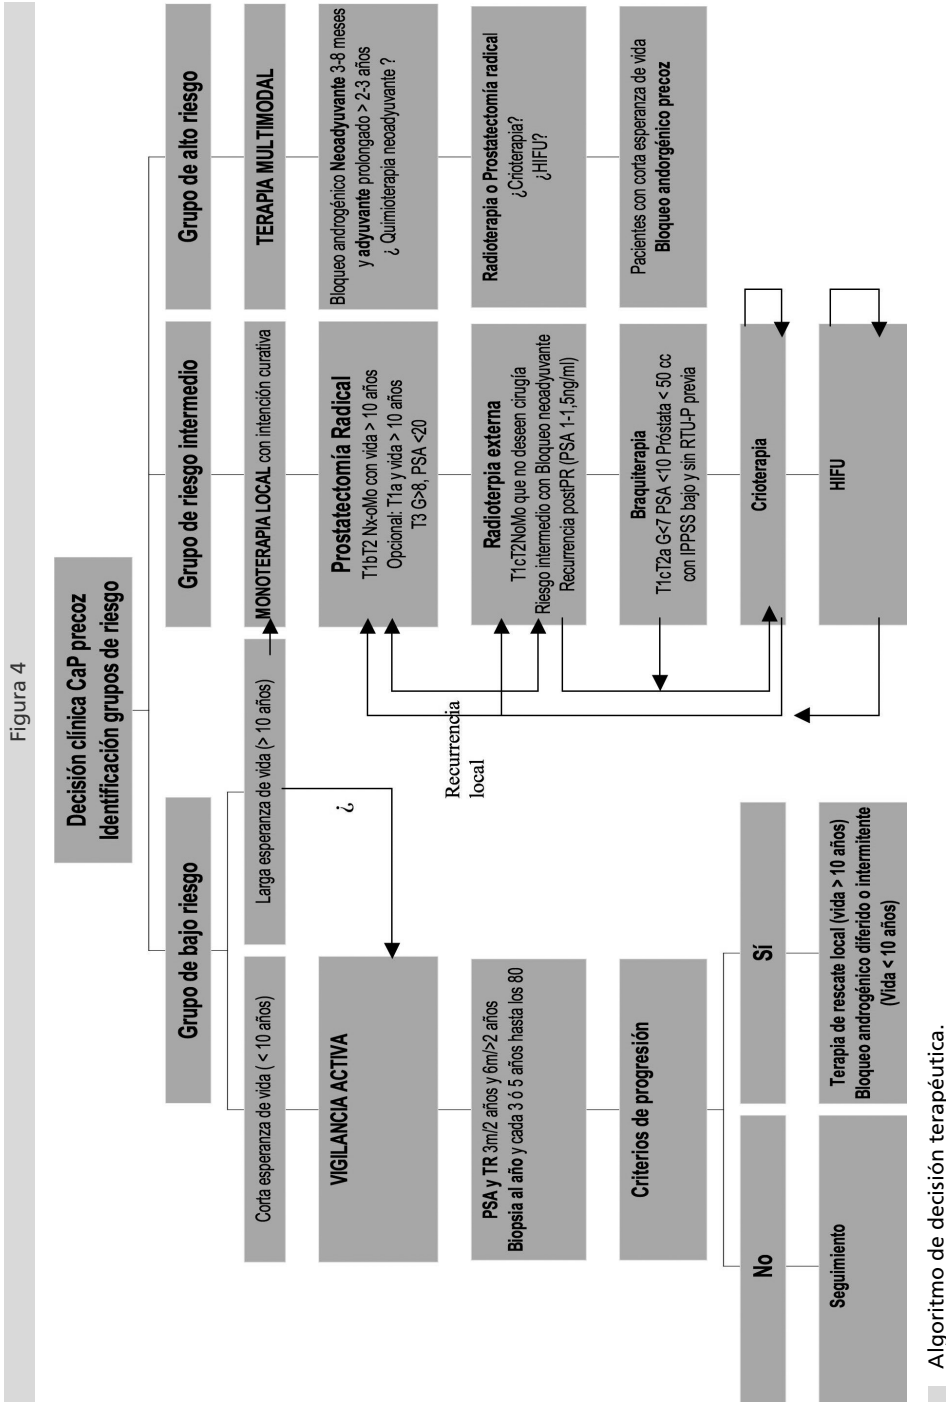 Figura 4
Decisión clínica CaP precoz
Identificación grupos de riesgo
Grupo de bajo riesgo
Grupo de riesgo intermedio
Grupo de alto riesgo
Corta esperanza de vida ( < 10 años)
Larga esperanza de vida (> 10 años)
MONOTERAPIA LOCAL con intención curativa
TERAPIA MULTIMODAL
VIGILANCIA ACTIVA
¿
Prostatectomía Radical
T1bT2 Nx-oMo con vida > 10 años
Opcional: T1a y vida > 10 años
T3 G>8, PSA <20
Bloqueo androgénico Neoadyuvante 3-8 meses
y adyuvante prolongado > 2-3 años
¿ Quimioterapia neoadyuvante ?
PSA y TR 3m/2 años y 6m/>2 años
Biopsia al año y cada 3 ó 5 años hasta los 80
Recurrencia
local
Radioterpia externa
T1cT2NoMo que no deseen cirugía
Riesgo intermedio con Bloqueo neoadyuvante
Recurrencia postPR (PSA 1-1,5ng/ml)
Radioterapia o Prostatectomía radical
¿Crioterapia?
¿HIFU?
Criterios de progresión
Braquiterapia
T1cT2a G<7 PSA <10 Próstata < 50 cc
con IPPSS bajo y sin RTU-P previa
Pacientes con corta esperanza de vida
Bloqueo andorgénico precoz
No
Sí
Crioterapia
Seguimiento
Terapia de rescate local (vida > 10 años)
Bloqueo androgénico diferido o intermitente
(Vida < 10 años)
HIFU
Algoritmo de decisión terapéutica.